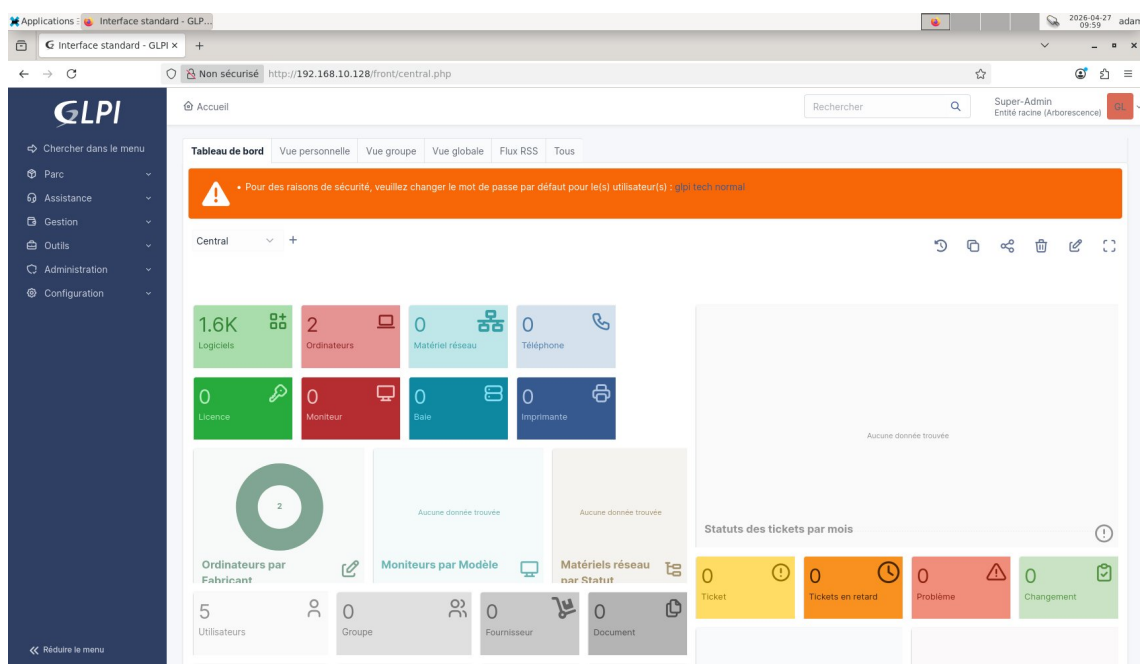 Applications : Interface standard - GLP...
2026-04-27
09:59
adam
Interface standard - GLPI × +
Non sécurisé http://192.168.10.128/front/central.php
GLPI
Accueil
Rechercher
Super-Admin
Entité racine (Arborescence)
GL
Chercher dans le menu
Parc
Assistance
Gestion
Outils
Administration
Configuration
Réduire le menu
Tableau de bord Vue personnelle Vue groupe Vue globale Flux RSS Tous
• Pour des raisons de sécurité, veuillez changer le mot de passe par défaut pour le(s) utilisateur(s) : glpi tech normal
Central +
1.6K
Logiciels
2
Ordinateurs
0
Matériel réseau
0
Téléphone
0
Licence
0
Moniteur
0
Baie
0
Imprimante
2
Ordinateurs par
Fabricant
Aucune donnée trouvée
Moniteurs par Modèle
Aucune donnée trouvée
Matériels réseau
par Statut
Aucune donnée trouvée
Statuts des tickets par mois
5
Utilisateurs
0
Groupe
0
Fournisseur
0
Document
0
Ticket
0
Tickets en retard
0
Problème
0
Changement